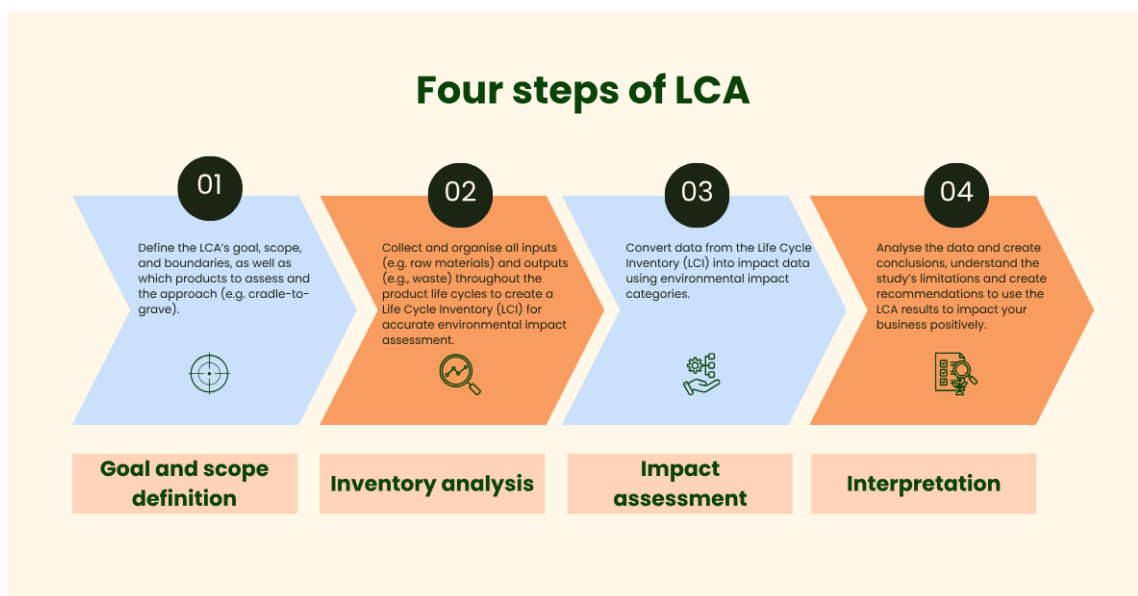 Four steps of LCA
01
Define the LCA's goal, scope,
and boundaries, as well as
which products to assess and
the approach (e.g. cradle-to-
grave).
Goal and scope
definition
02
Collect and organise all inputs
(e.g. raw materials) and outputs
(e.g., waste) throughout the
product life cycles to create a
Life Cycle Inventory (LCI) for
accurate environmental impact
assessment.
Inventory analysis
03
Convert data from the Life Cycle
Inventory (LCI) into impact data
using environmental impact
categories.
Impact
assessment
04
Analyse the data and create
conclusions, understand the
study's limitations and create
recommendations to use the
LCA results to impact your
business positively.
Interpretation